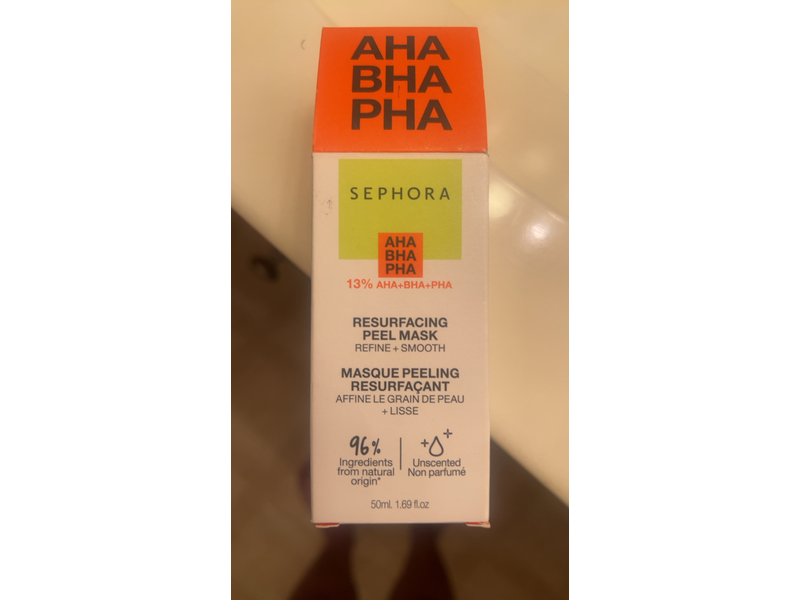 AHA
BHA
PHA
SEPHORA
AHA
BHA
PHA
13% AHA+BHA+PHA
RESURFACING
PEEL MASK
REFINE + SMOOTH
MASQUE PEELING
RESURFAÇANT
AFFINE LE GRAIN DE PEAU
+ LISSE
96%
Ingredients
from natural
origin*
Unscented
Non parfumé
50ml. 1.69 fl.oz